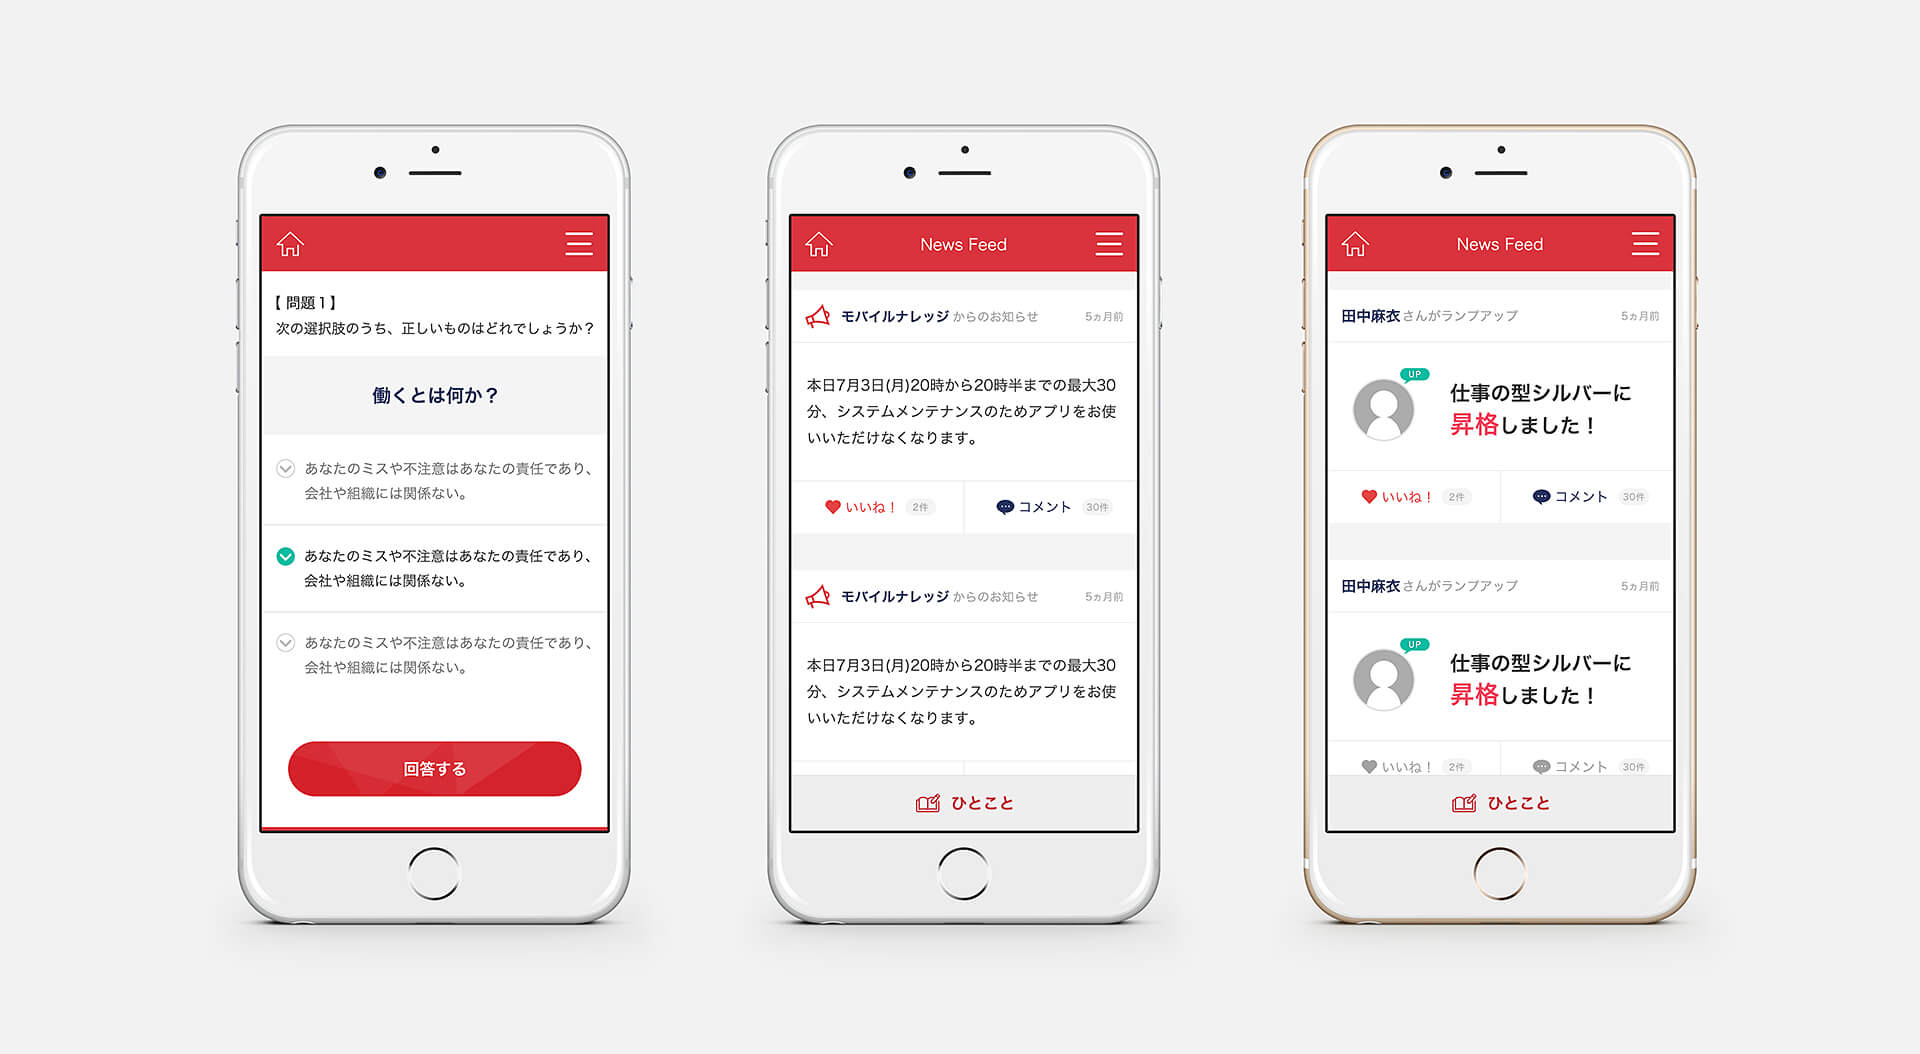 【 問題 1 】
次の選択肢のうち、正しいものはどれでしょうか？
働くとは何か？
あなたのミスや不注意はあなたの責任であり、
会社や組織には関係ない。
あなたのミスや不注意はあなたの責任であり、
会社や組織には関係ない。
あなたのミスや不注意はあなたの責任であり、
会社や組織には関係ない。
回答する
News Feed
モバイルナレッジ からのお知らせ 5ヵ月前
本日7月3日(月)20時から20時半までの最大30
分、システムメンテナンスのためアプリをお使
いいただけなくなります。
いいね！ 2件 コメント 30件
モバイルナレッジ からのお知らせ 5ヵ月前
本日7月3日(月)20時から20時半までの最大30
分、システムメンテナンスのためアプリをお使
いいただけなくなります。
ひとこと
News Feed
田中麻衣さんがランプアップ 5ヵ月前
UP
仕事の型シルバーに
昇格しました！
いいね！ 2件 コメント 30件
田中麻衣さんがランプアップ 5ヵ月前
UP
仕事の型シルバーに
昇格しました！
いいね！ 2件 コメント 30件
ひとこと